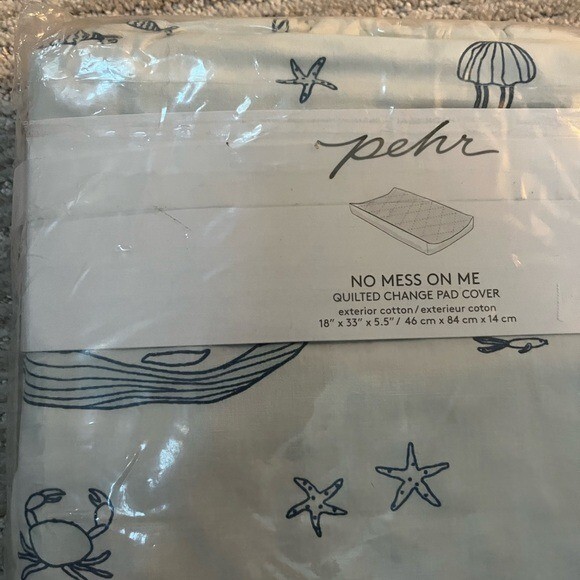 pehr
NO MESS ON ME
QUILTED CHANGE PAD COVER
exterior cotton/exterieur coton
18" x 33" x 5.5" / 46 cm x 84 cm x 14 cm